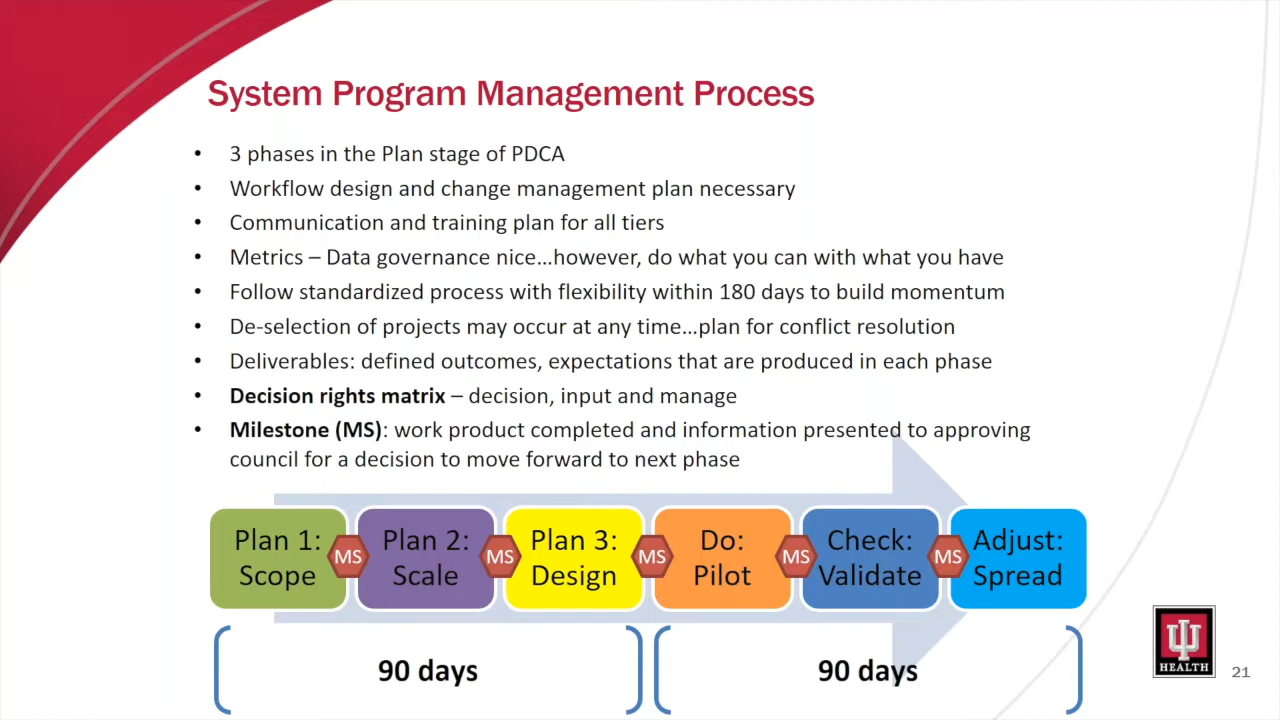 System Program Management Process
• 3 phases in the Plan stage of PDCA
• Workflow design and change management plan necessary
• Communication and training plan for all tiers
• Metrics – Data governance nice…however, do what you can with what you have
• Follow standardized process with flexibility within 180 days to build momentum
• De-selection of projects may occur at any time…plan for conflict resolution
• Deliverables: defined outcomes, expectations that are produced in each phase
• Decision rights matrix – decision, input and manage
• Milestone (MS): work product completed and information presented to approving
council for a decision to move forward to next phase
Plan 1:
Scope
MS
Plan 2:
Scale
MS
Plan 3:
Design
MS
Do:
Pilot
MS
Check:
Validate
MS
Adjust:
Spread
90 days
90 days
IU
HEALTH
21